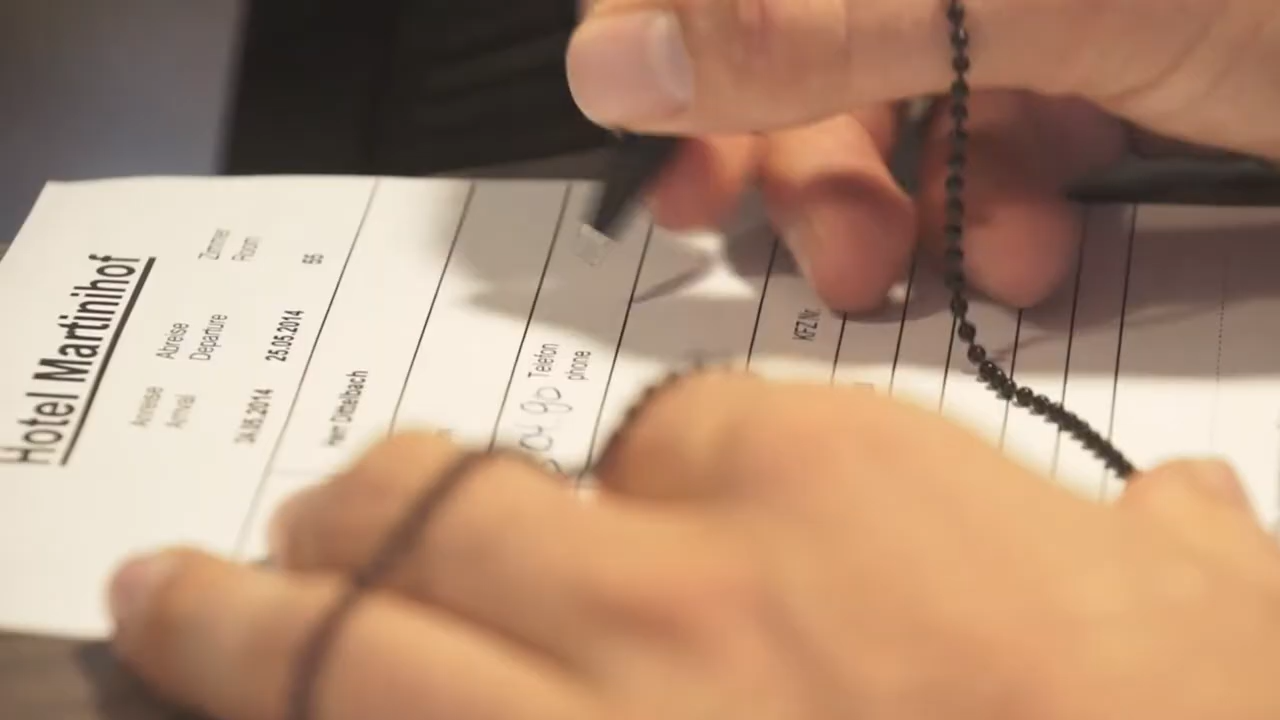 Hotel Martinihof
Anreise Abreise Zimmer
Arrival Departure Room
24.05.2014 25.05.2014 55
Herr Dittelbach
Telefon
phone
KFZ.Nr.